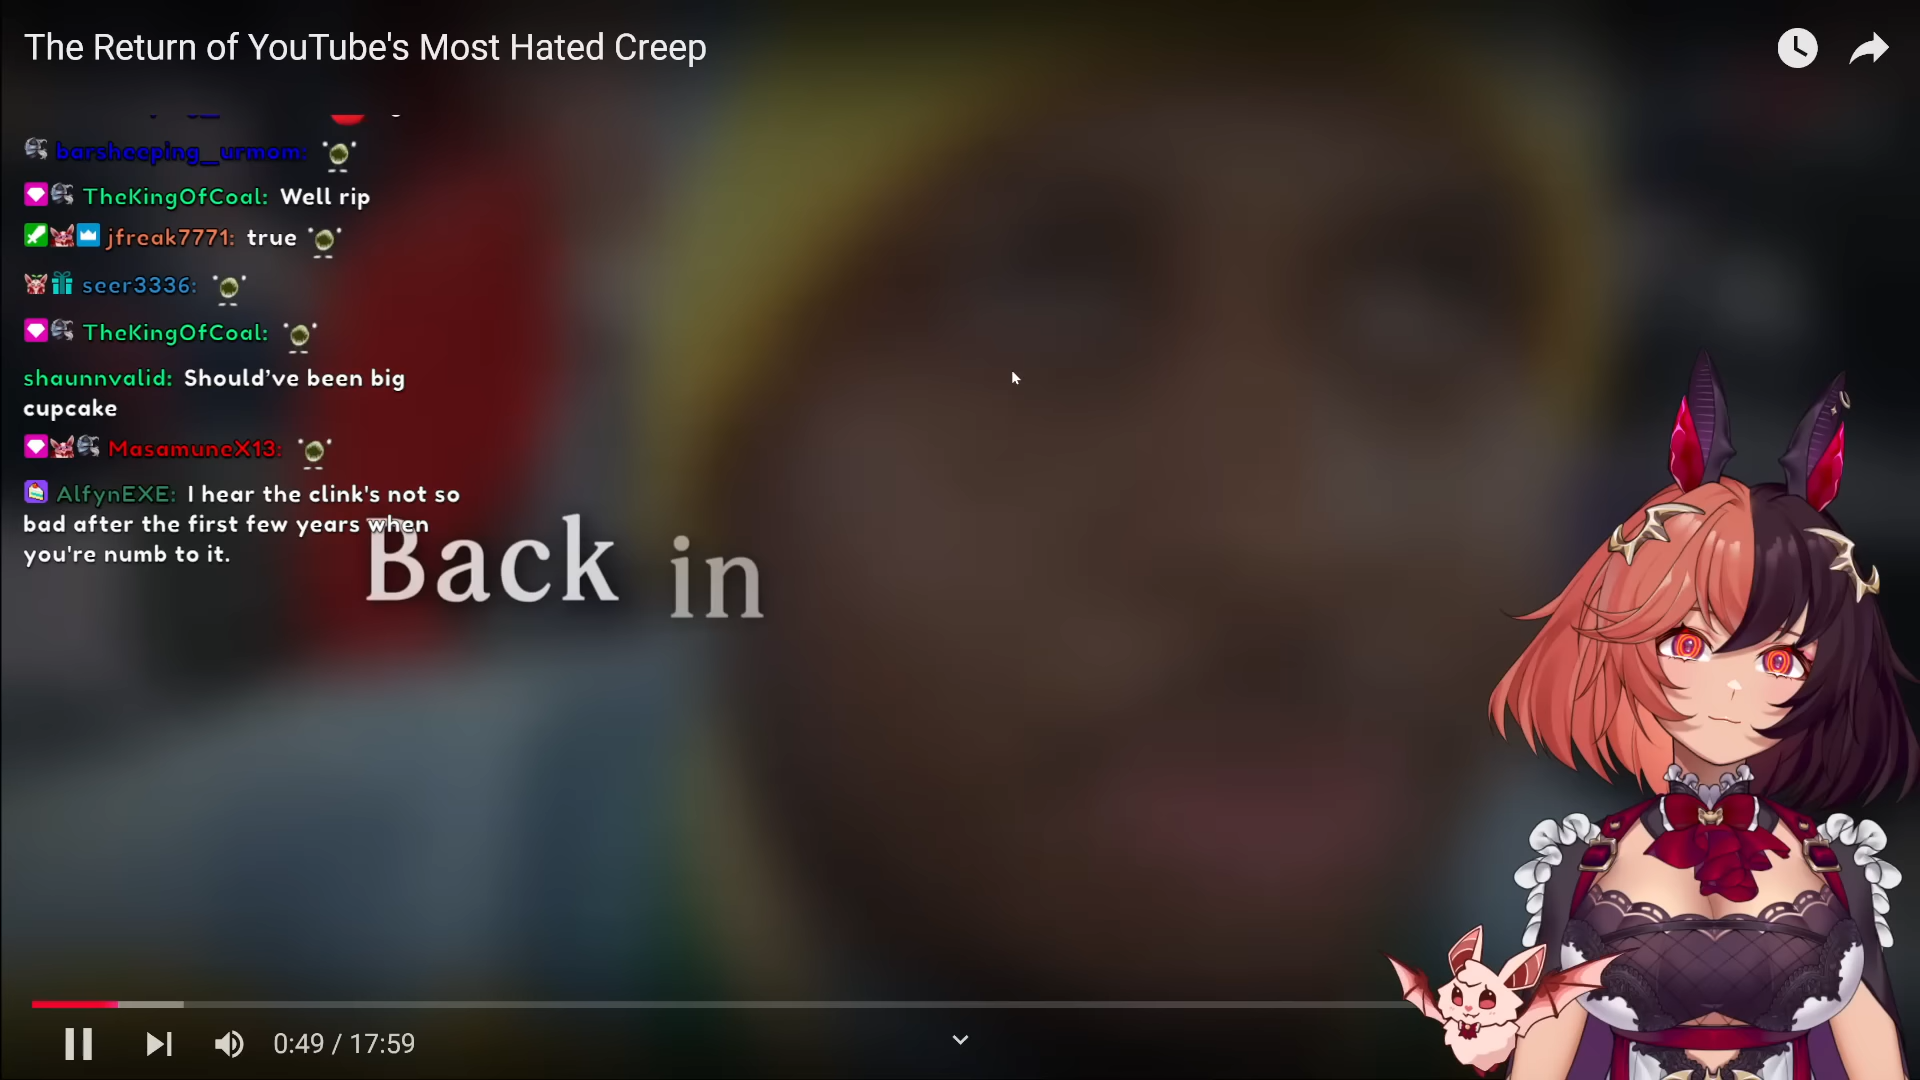 The Return of YouTube's Most Hated Creep
barsheeping_urmom:
TheKingOfCoal: Well rip
jfreak7771: true
seer3336:
TheKingOfCoal:
shaunnvalid: Should've been big
cupcake
MasamuneX13:
AlfynEXE: I hear the clink's not so
bad after the first few years when
you're numb to it.
Back in
0:49 / 17:59